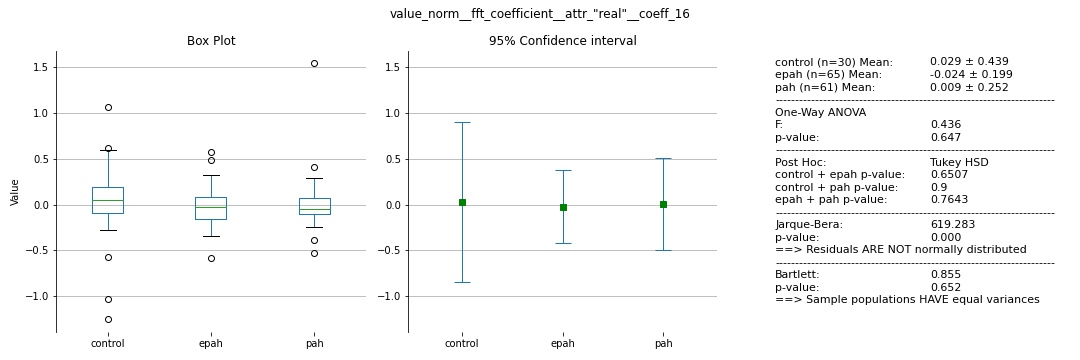 value_norm__fft_coefficient__attr_"real"__coeff_16
Box Plot
Value
1.5
1.0
0.5
0.0
−0.5
−1.0
control epah pah
95% Confidence interval
1.5
1.0
0.5
0.0
−0.5
−1.0
control epah pah
control (n=30) Mean: 0.029 ± 0.439
epah (n=65) Mean: -0.024 ± 0.199
pah (n=61) Mean: 0.009 ± 0.252
One-Way ANOVA
F: 0.436
p-value: 0.647
Post Hoc: Tukey HSD
control + epah p-value: 0.6507
control + pah p-value: 0.9
epah + pah p-value: 0.7643
Jarque-Bera: 619.283
p-value: 0.000
==> Residuals ARE NOT normally distributed
Bartlett: 0.855
p-value: 0.652
==> Sample populations HAVE equal variances